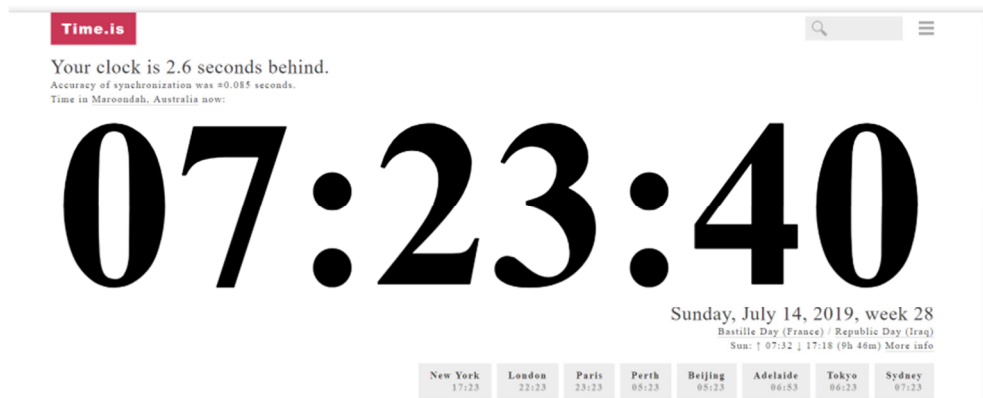 Time.is
Your clock is 2.6 seconds behind.
Accuracy of synchronization was ±0.085 seconds.
Time in Maroondah, Australia now:
07:23:40
Sunday, July 14, 2019, week 28
Bastille Day (France) / Republic Day (Iraq)
Sun: ↑ 07:32 ↓ 17:18 (9h 46m) More info
New York London Paris Perth Beijing Adelaide Tokyo Sydney
17:23 22:23 23:23 05:23 05:23 06:53 06:23 07:23